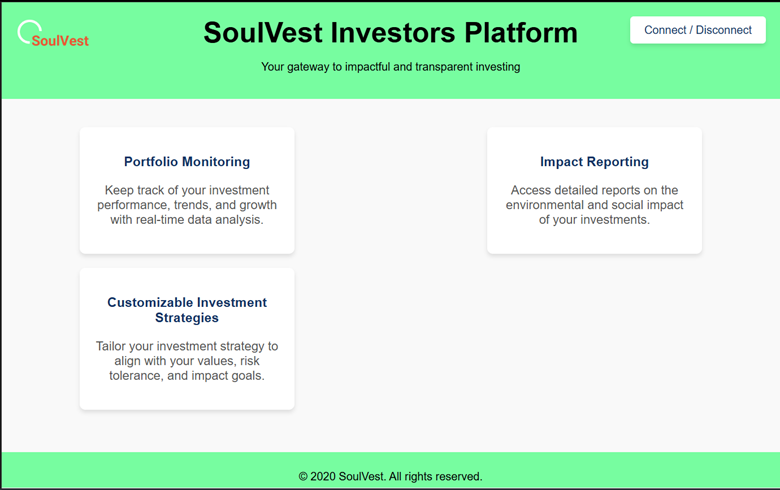 SoulVest
SoulVest Investors Platform
Connect / Disconnect
Your gateway to impactful and transparent investing
Portfolio Monitoring
Keep track of your investment
performance, trends, and growth
with real-time data analysis.
Impact Reporting
Access detailed reports on the
environmental and social impact
of your investments.
Customizable Investment
Strategies
Tailor your investment strategy to
align with your values, risk
tolerance, and impact goals.
© 2020 SoulVest. All rights reserved.